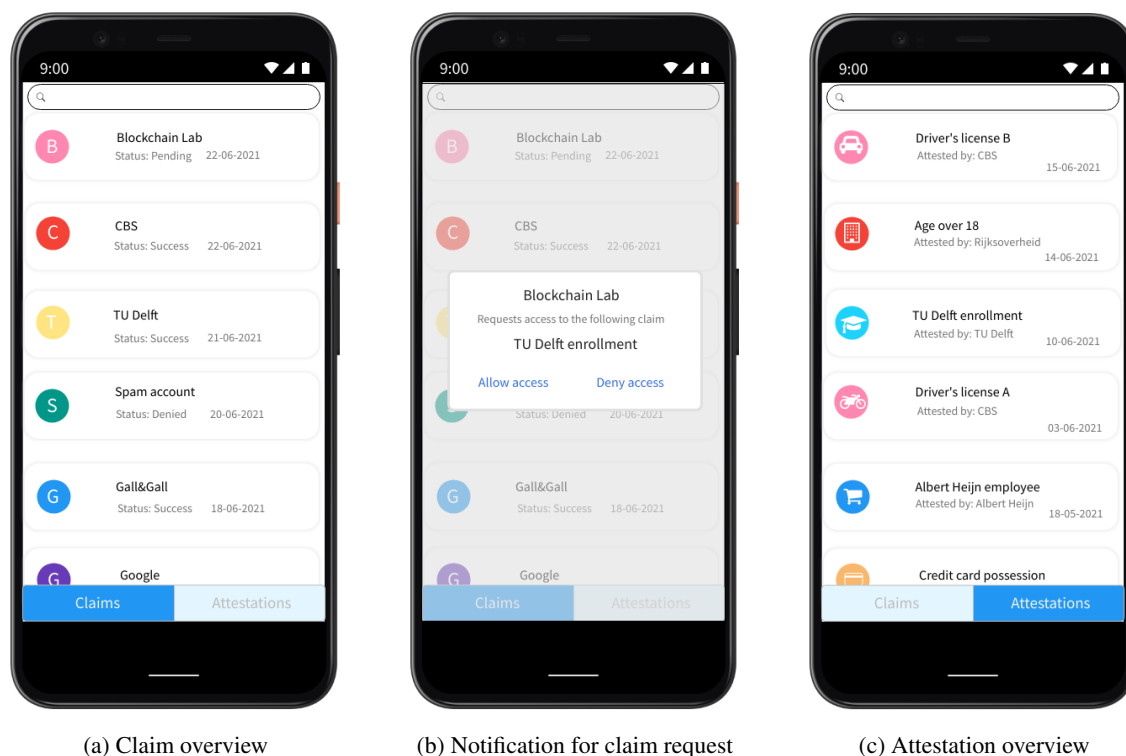 9:00
B
Blockchain Lab
Status: Pending 22-06-2021
C
CBS
Status: Success 22-06-2021
T
TU Delft
Status: Success 21-06-2021
S
Spam account
Status: Denied 20-06-2021
G
Gall&Gall
Status: Success 18-06-2021
G
Google
Claims Attestations
(a) Claim overview
9:00
B
Blockchain Lab
Status: Pending 22-06-2021
C
CBS
Status: Success 22-06-2021
Blockchain Lab
Requests access to the following claim
TU Delft enrollment
Allow access Deny access
Status: Denied 20-06-2021
G
Gall&Gall
Status: Success 18-06-2021
G
Google
Claims Attestations
(b) Notification for claim request
9:00
Driver's license B
Attested by: CBS
15-06-2021
Age over 18
Attested by: Rijksoverheid
14-06-2021
TU Delft enrollment
Attested by: TU Delft
10-06-2021
Driver's license A
Attested by: CBS
03-06-2021
Albert Heijn employee
Attested by: Albert Heijn
18-05-2021
Credit card possession
Claims Attestations
(c) Attestation overview